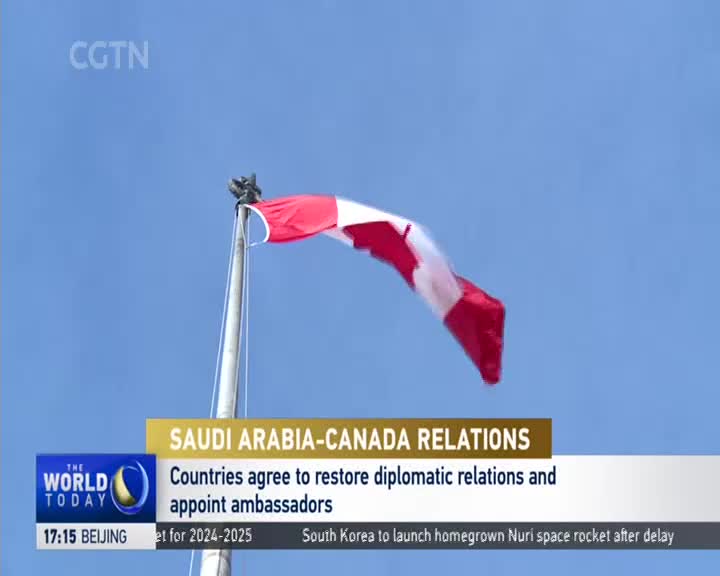 CGTN
SAUDI ARABIA-CANADA RELATIONS
THE
WORLD
TODAY
Countries agree to restore diplomatic relations and
appoint ambassadors
17:15 BEIJING
et for 2024-2025 South Korea to launch homegrown Nuri space rocket after delay